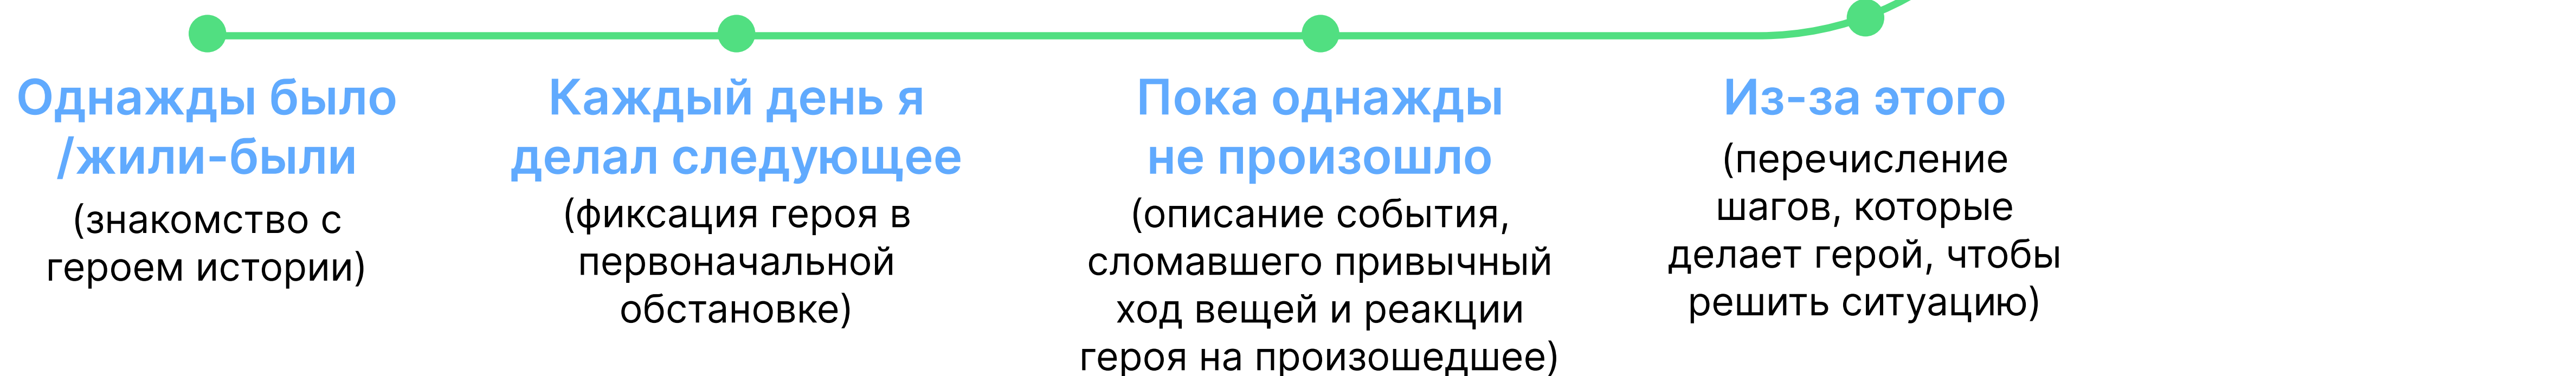 Однажды было
/жили-были
(знакомство с
героем истории)
Каждый день я
делал следующее
(фиксация героя в
первоначальной
обстановке)
Пока однажды
не произошло
(описание события,
сломавшего привычный
ход вещей и реакции
героя на произошедшее)
Из-за этого
(перечисление
шагов, которые
делает герой, чтобы
решить ситуацию)